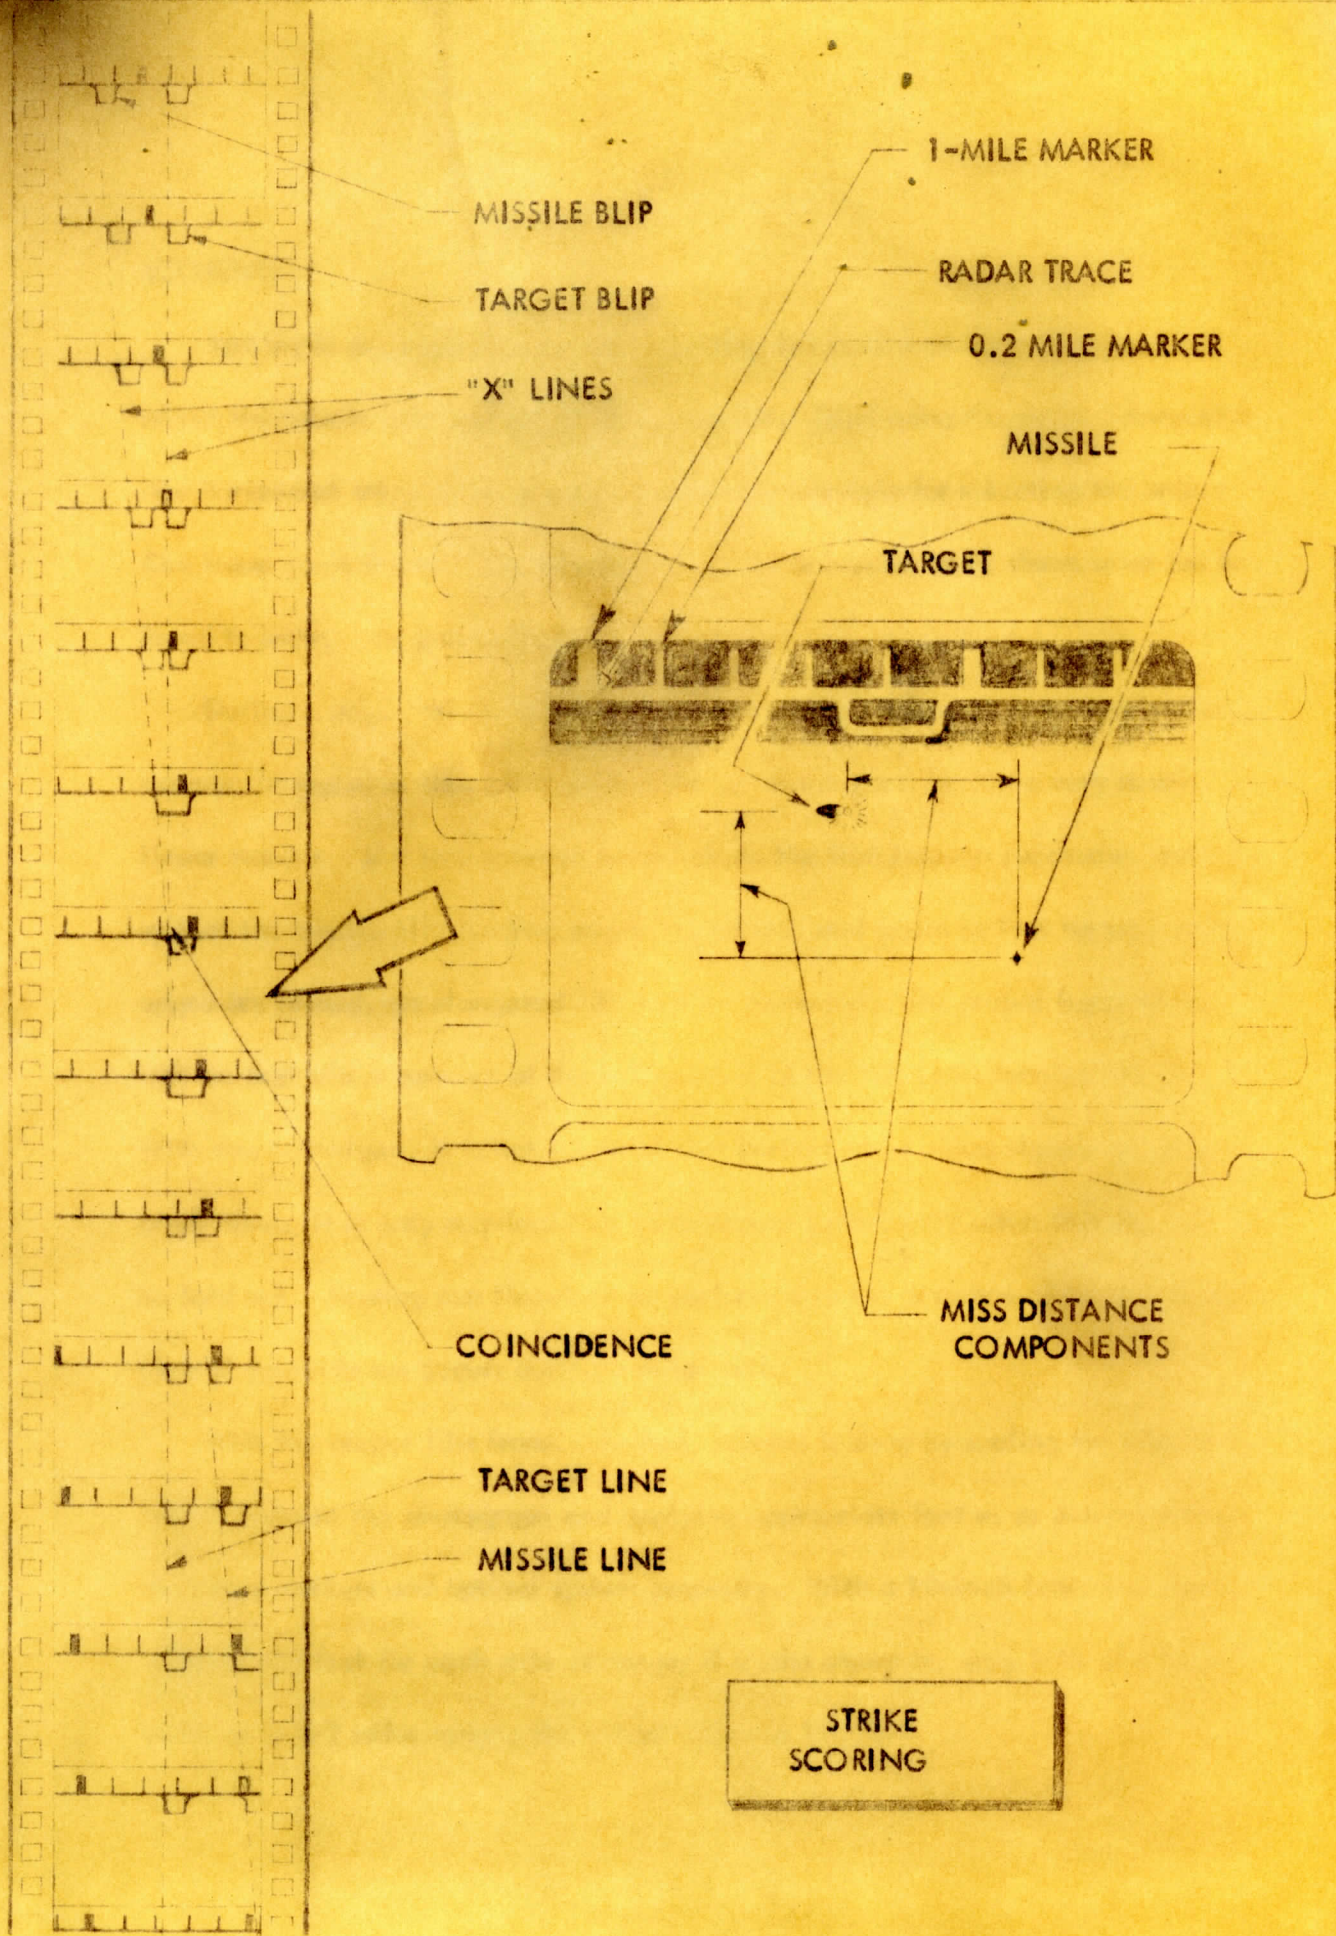 1-MILE MARKER
MISSILE BLIP
RADAR TRACE
TARGET BLIP
0.2 MILE MARKER
"X" LINES
MISSILE
TARGET
MISS DISTANCE
COMPONENTS
COINCIDENCE
TARGET LINE
MISSILE LINE
STRIKE
SCORING